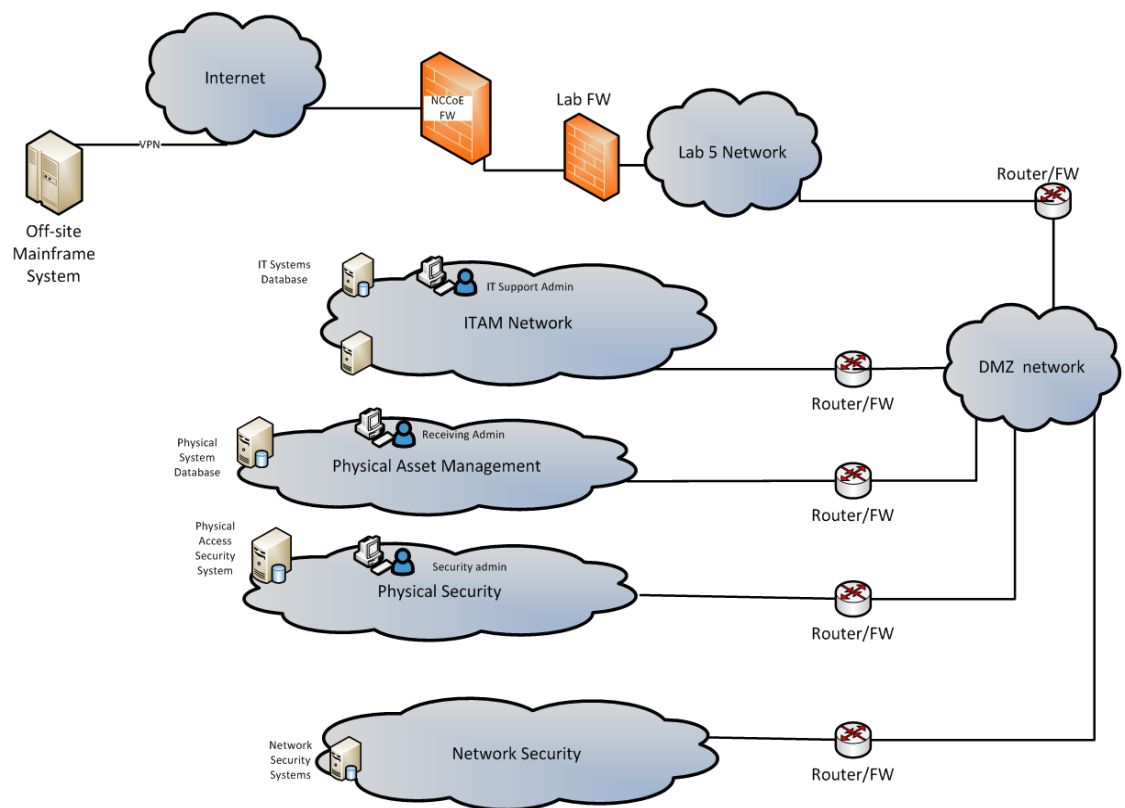 Internet
NCCoE
FW
Lab FW
Lab 5 Network
Router/FW
VPN
Off-site
Mainframe
System
IT Systems
Database
IT Support Admin
ITAM Network
DMZ network
Router/FW
Physical
System
Database
Receiving Admin
Physical Asset Management
Router/FW
Physical
Access
Security
System
Security admin
Physical Security
Router/FW
Network
Security
Systems
Network Security
Router/FW